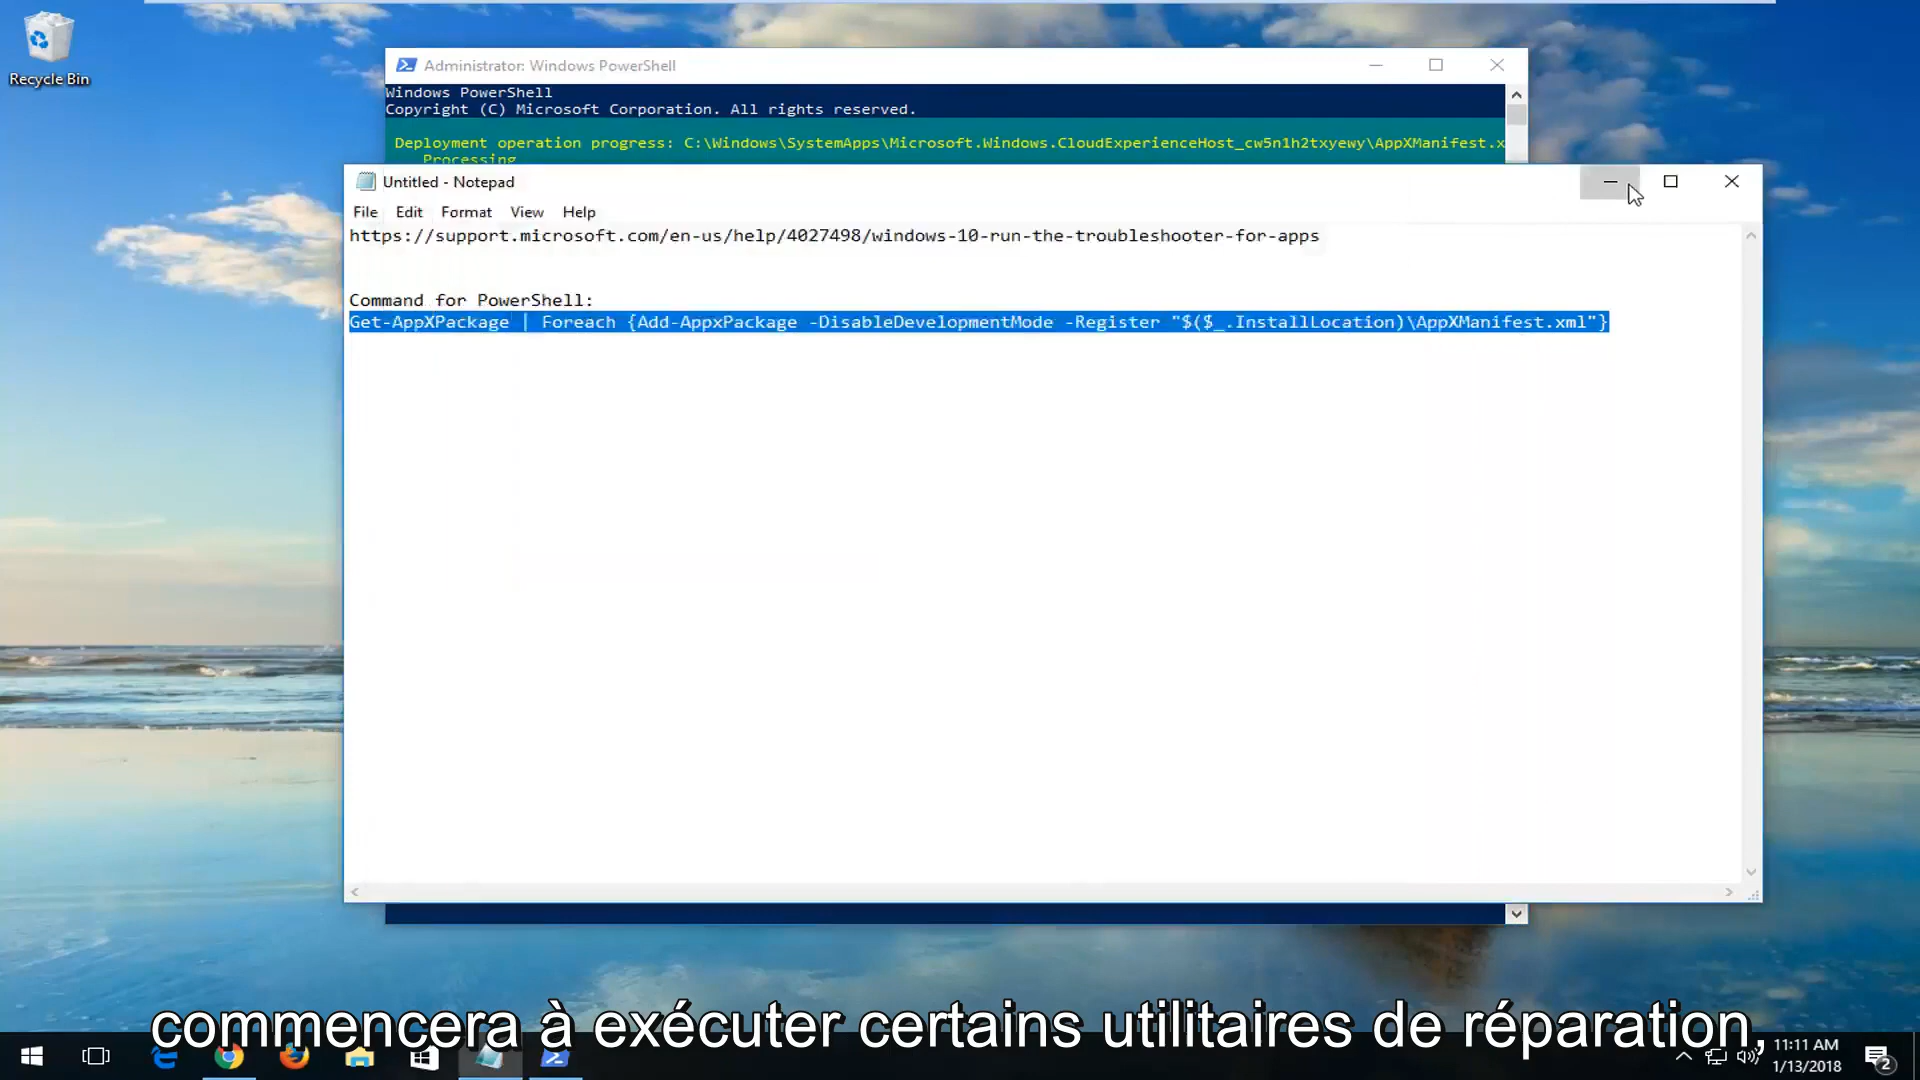 Recycle Bin
Administrator: Windows PowerShell
Windows PowerShell
Copyright (C) Microsoft Corporation. All rights reserved.
Deployment operation progress: C:\Windows\SystemApps\Microsoft.Windows.CloudExperienceHost_cw5n1h2txyewy\AppXManifest.x
Processing
Untitled - Notepad
File Edit Format View Help
https://support.microsoft.com/en-us/help/4027498/windows-10-run-the-troubleshooter-for-apps
Command for PowerShell:
Get-AppXPackage | Foreach {Add-AppxPackage -DisableDevelopmentMode -Register "$($_.InstallLocation)\AppXManifest.xml"}
commencera à exécuter certains utilitaires de réparation,
11:11 AM
1/13/2018
2